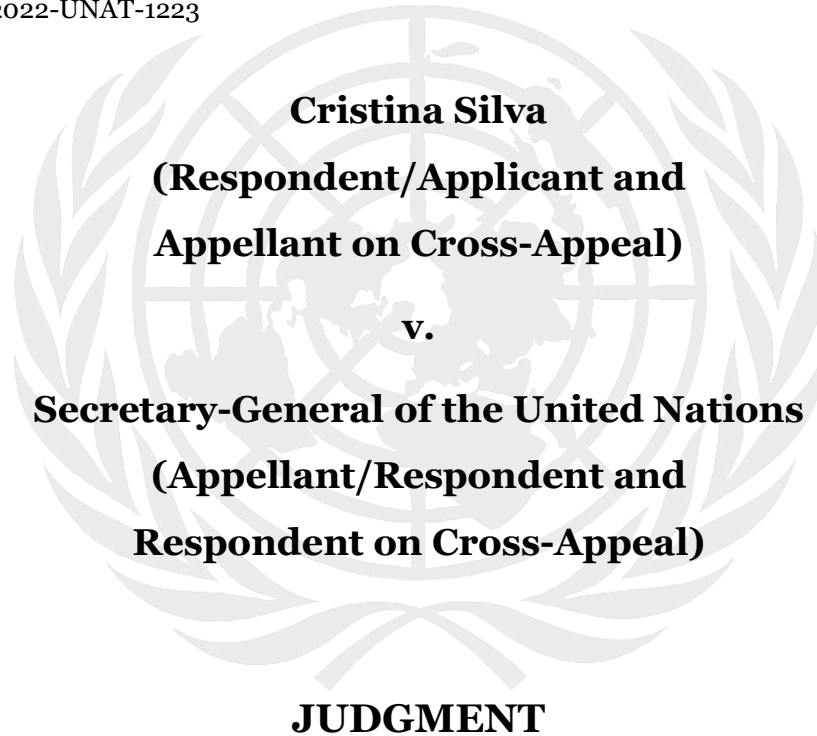 2022-UNAT-1223
Cristina Silva
(Respondent/Applicant and
Appellant on Cross-Appeal)
v.
Secretary-General of the United Nations
(Appellant/Respondent and
Respondent on Cross-Appeal)
JUDGMENT